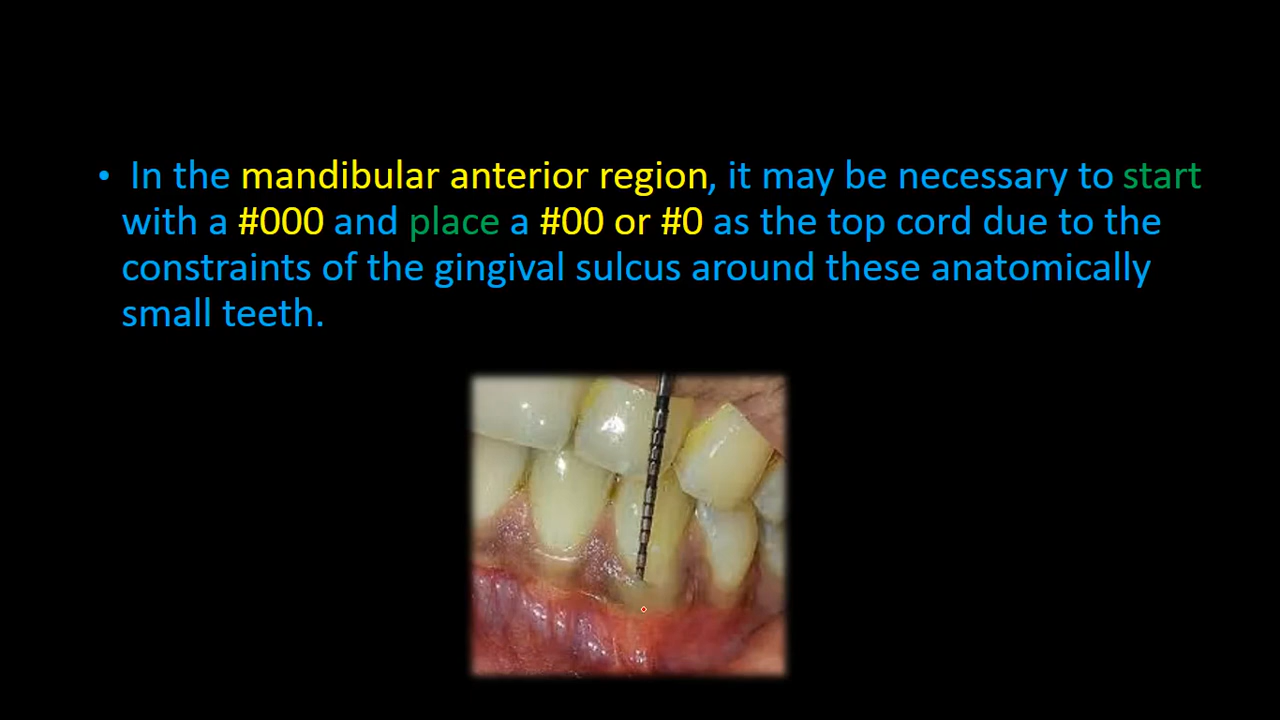 • In the mandibular anterior region, it may be necessary to start
with a #000 and place a #00 or #0 as the top cord due to the
constraints of the gingival sulcus around these anatomically
small teeth.